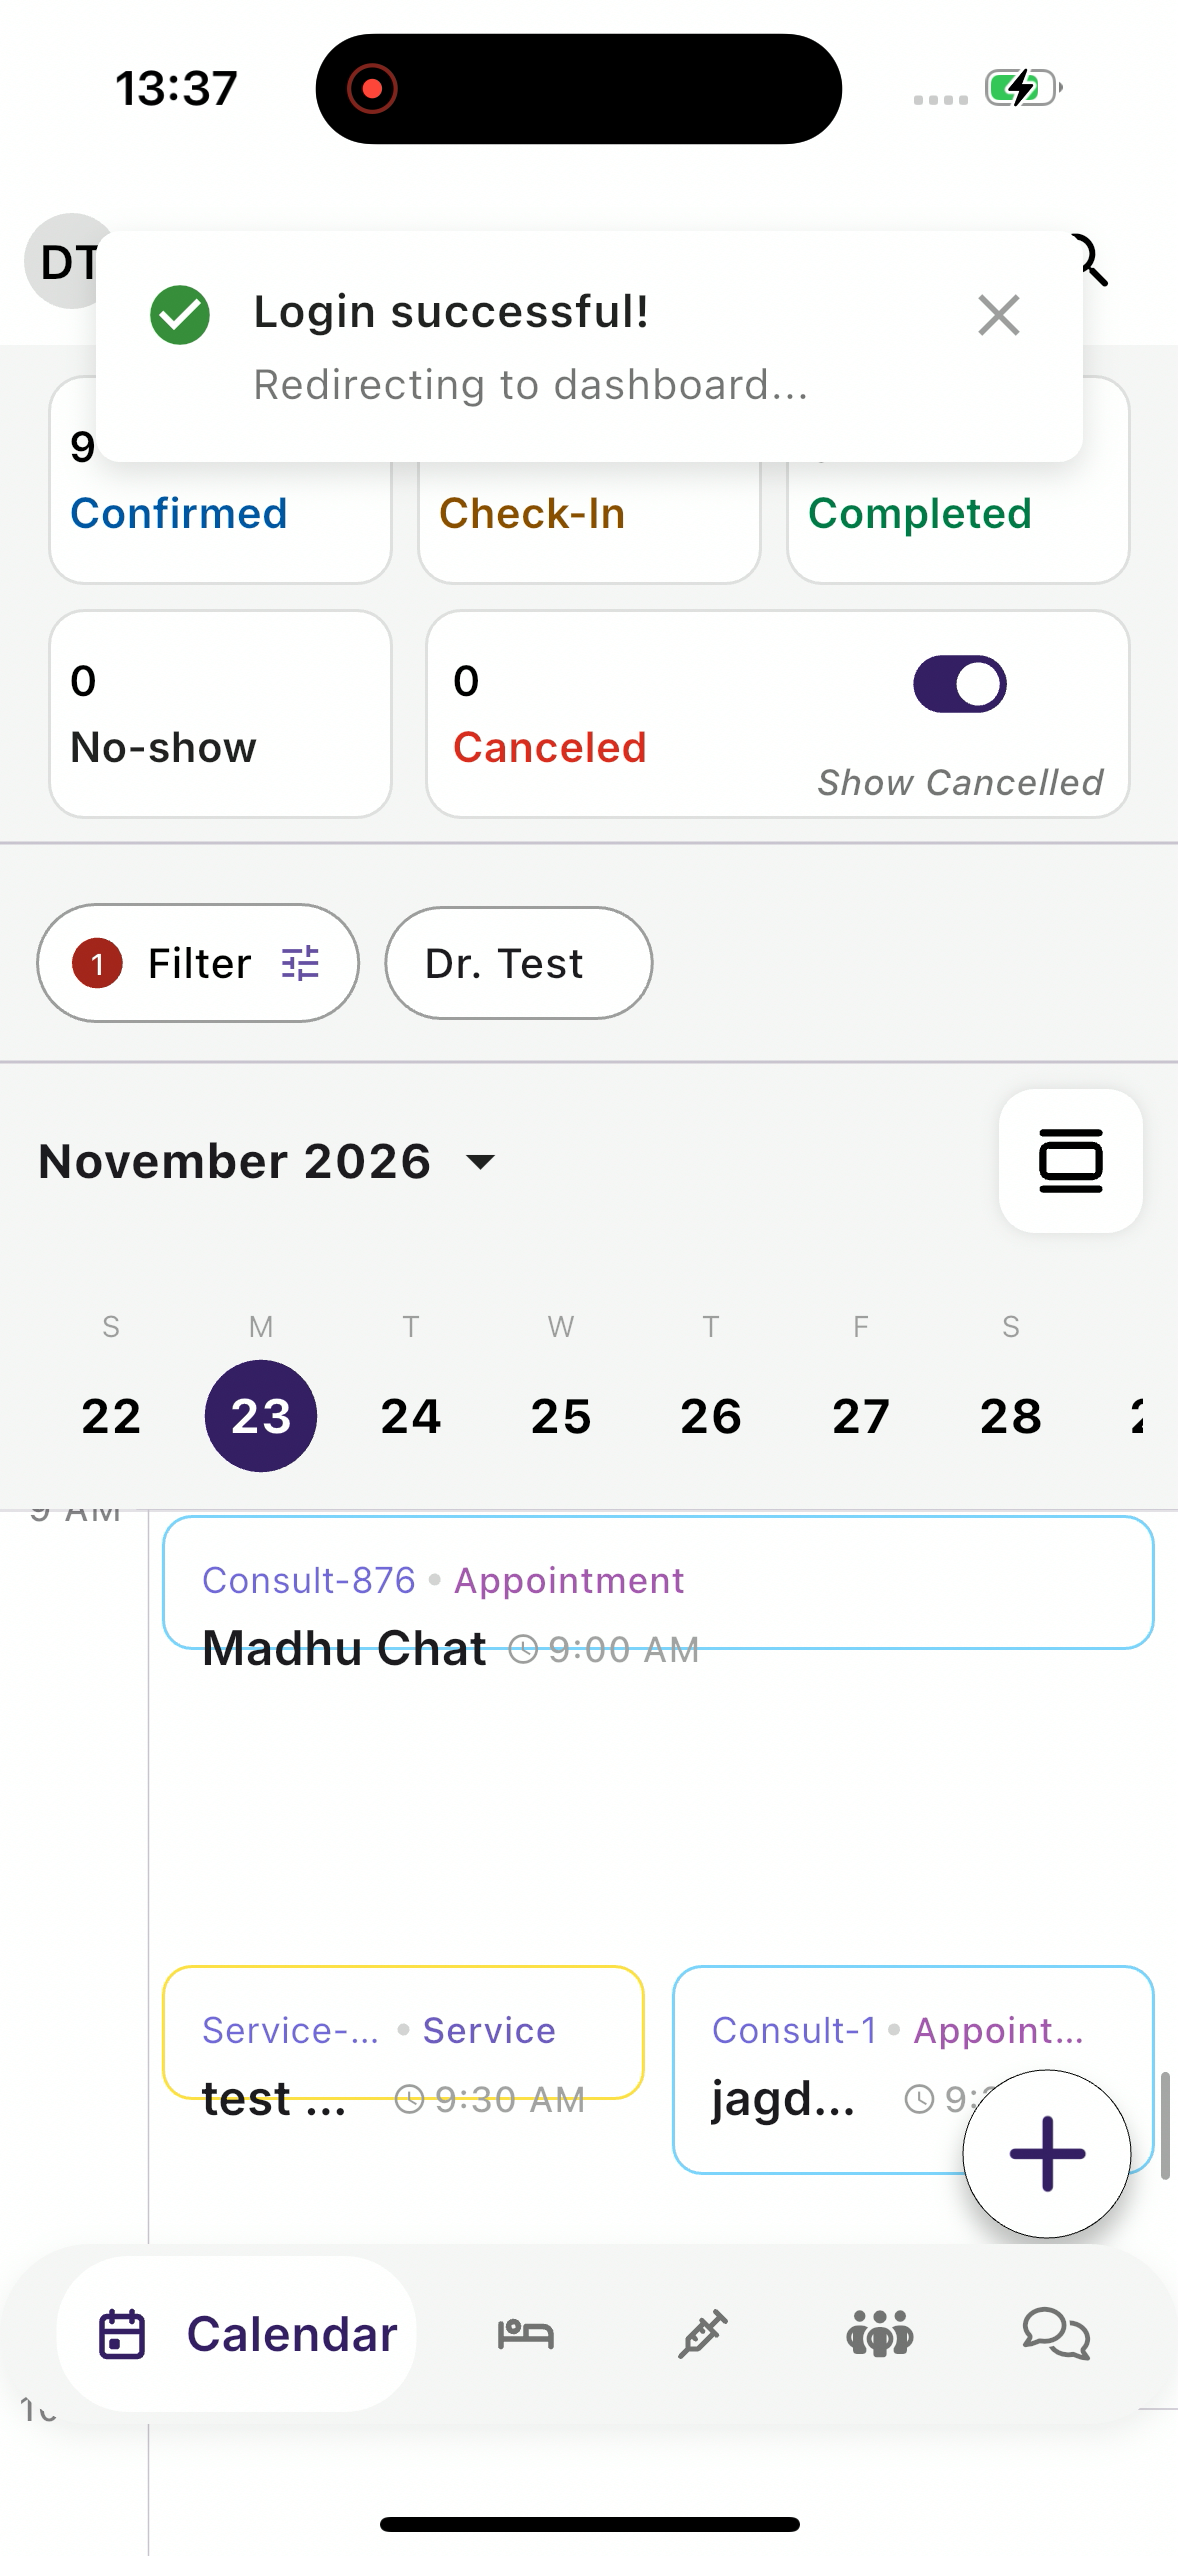 13:37
DT
Login successful!
Redirecting to dashboard...
9
Confirmed
Check-In
Completed
0
No-show
0
Canceled
Show Cancelled
1 Filter
Dr. Test
November 2026
S M T W T F S
22 23 24 25 26 27 28
9 AM
Consult-876 • Appointment
Madhu Chat 9:00 AM
Service-... • Service
test ... 9:30 AM
Consult-1 • Appoint...
jagd...
Calendar